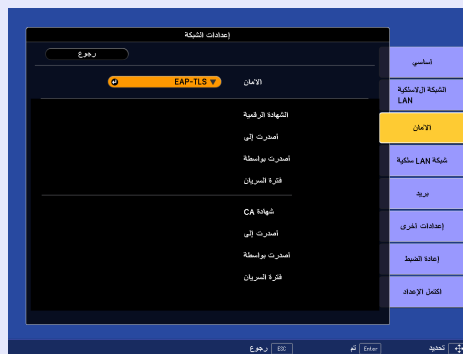 إعدادات الشبكة
رجوع
الأمان
EAP-TLS
الشهادة الرقمية
أصدرت إلى
أصدرت بواسطة
فترة السريان
شهادة CA
أصدرت إلى
أصدرت بواسطة
فترة السريان
أساسي
الشبكة اللاسلكية
LAN
الأمان
شبكة LAN سلكية
بريد
إعدادات أخرى
إعادة الضبط
اكتمل الإعداد
تحديد
Enter تم
ESC رجوع